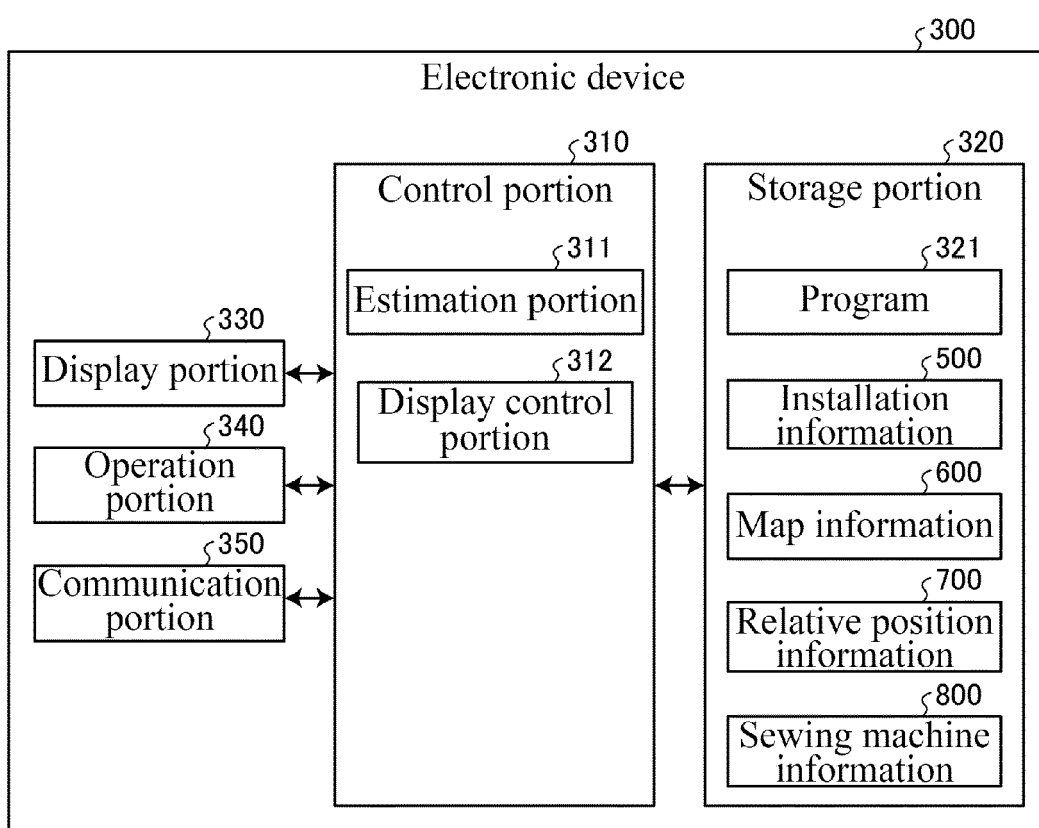 300
Electronic device
310
Control portion
311
Estimation portion
312
Display control
portion
330
Display portion
340
Operation
portion
350
Communication
portion
320
Storage portion
321
Program
500
Installation
information
600
Map information
700
Relative position
information
800
Sewing machine
information